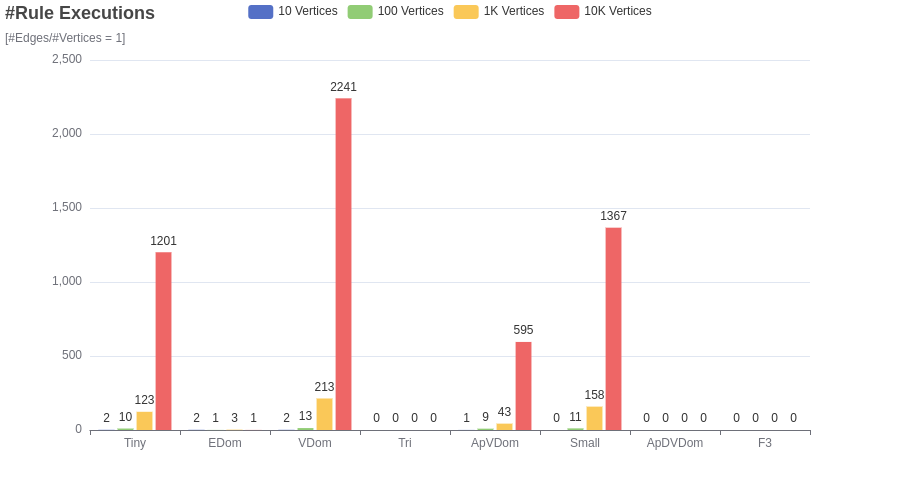 #Rule Executions
10 Vertices 100 Vertices 1K Vertices 10K Vertices
[#Edges/#Vertices = 1]
2,500
2241
2,000
1,500
1367
1201
1,000
595
500
213
158
123
43
2 10 2 1 3 1 2 13 0 0 0 0 1 9 0 11 0 0 0 0 0 0 0 0
0
Tiny EDom VDom Tri ApVDom Small ApDVDom F3